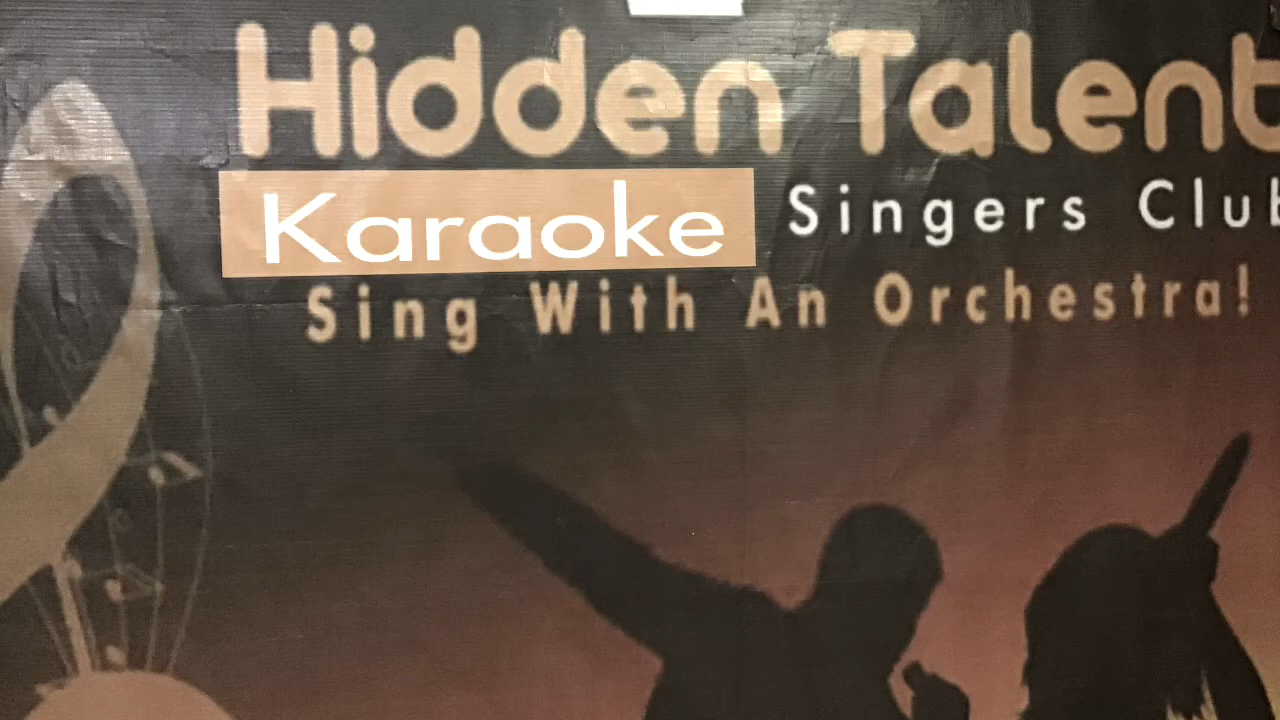 Hidden Talent
Karaoke Singers Club
Sing With An Orchestra!